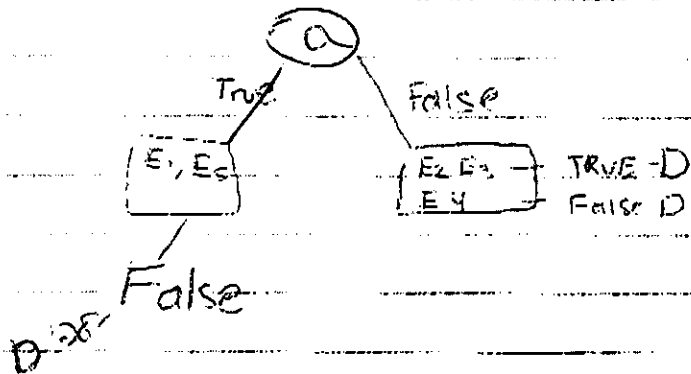 a
True False
E1, E5 E2 E3 — TRUE - D
E4 — False D
False
D